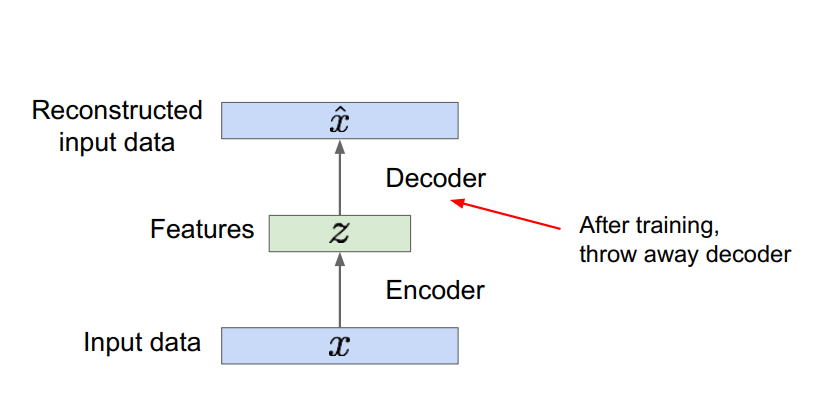 Reconstructed
input data
x̂
Decoder
Features
z
After training,
throw away decoder
Encoder
Input data
x